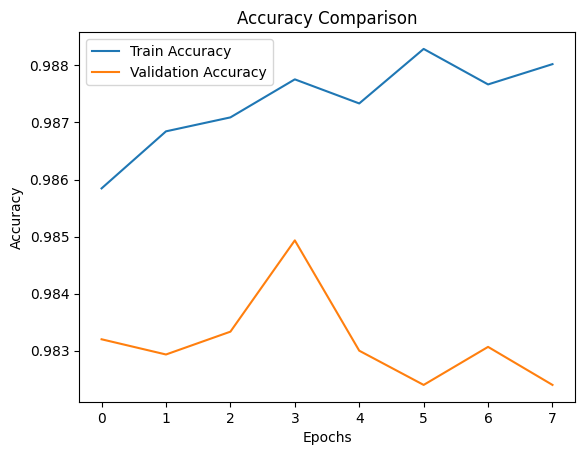 Accuracy Comparison
Train Accuracy
Validation Accuracy
0.988
0.987
0.986
0.985
0.984
0.983
Accuracy
0 1 2 3 4 5 6 7
Epochs